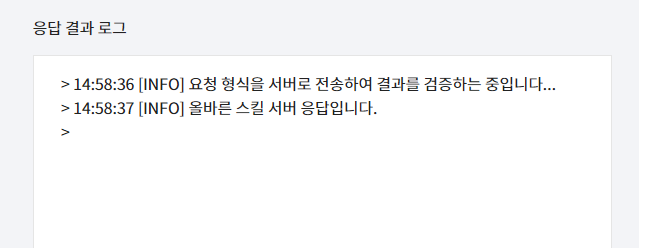 응답 결과 로그
> 14:58:36 [INFO] 요청 형식을 서버로 전송하여 결과를 검증하는 중입니다...
> 14:58:37 [INFO] 올바른 스킬 서버 응답입니다.
>